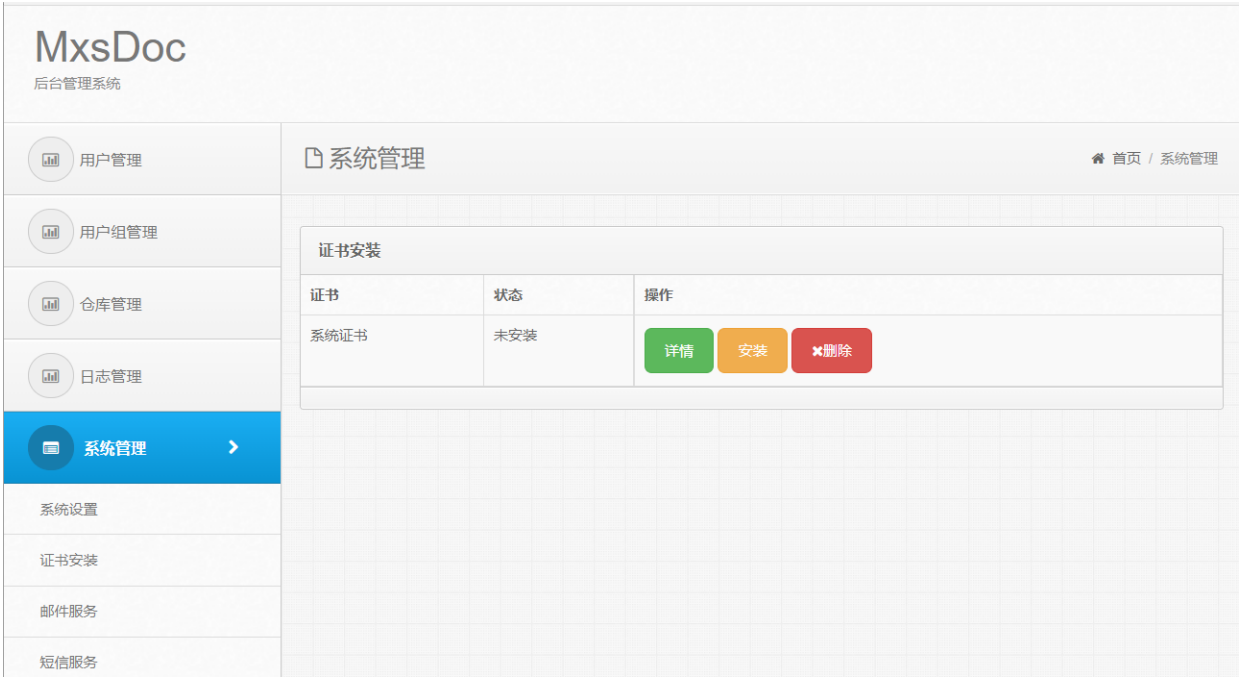 MxsDoc
后台管理系统
用户管理
用户组管理
仓库管理
日志管理
系统管理
系统设置
证书安装
邮件服务
短信服务
系统管理
首页 / 系统管理
证书安装
证书 状态 操作
系统证书 未安装 详情 安装 ✖删除